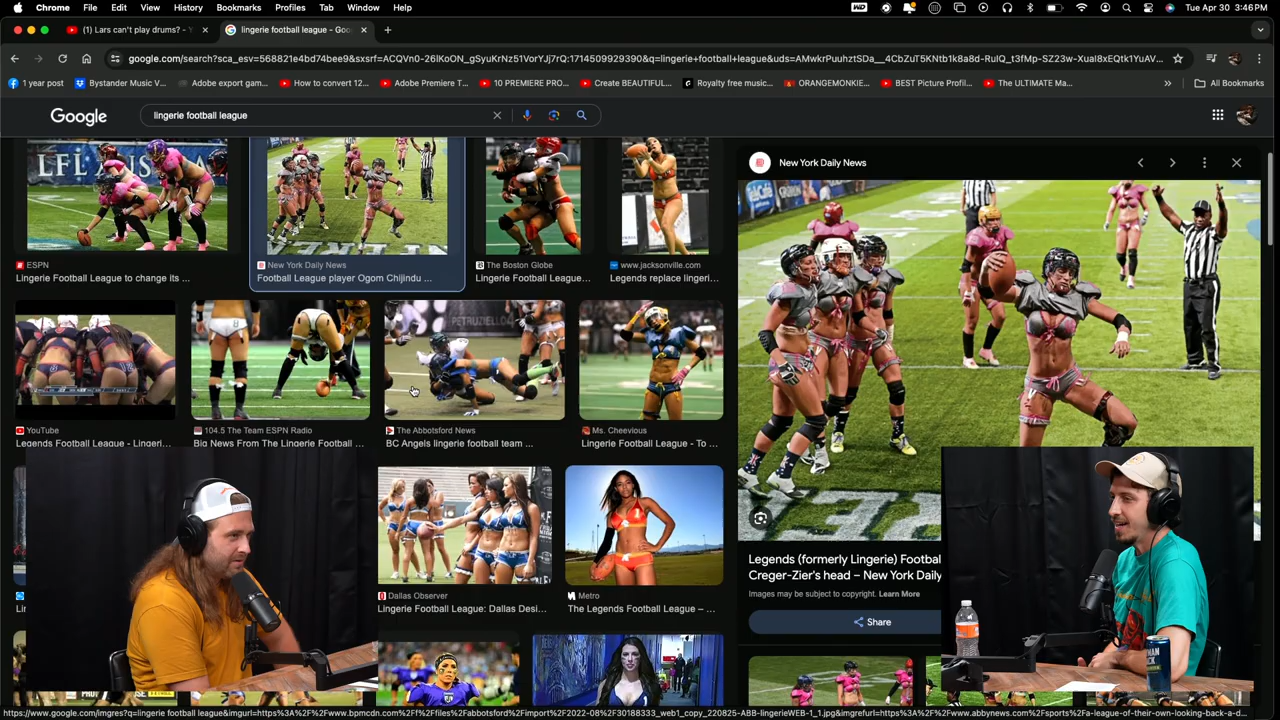 Chrome File Edit View History Bookmarks Profiles Tab Window Help
Tue Apr 30 3:46 PM
(1) Lars can't play drums? - Y
lingerie football league - Goo
google.com/search?sca_esv=568821e4bd74bee9&sxsrf=ACQVn0-26lKoON_gSyuKrNz51VorYJj7rQ:1714509929390&q=lingerie+football+league&uds=
1 year post
Bystander Music V...
Adobe export gam...
How to convert 12...
Adobe Premiere T...
10 PREMIERE PRO...
Create BEAUTIFUL...
Royalty free music...
ORANGEMONKIE...
BEST Picture Profil...
The ULTIMATE Ma...
»
All Bookmarks
Google
lingerie football league
LFL AUSTRALIA
ESPN
Lingerie Football League to change its ...
New York Daily News
Football League player Ogom Chijindu ...
The Boston Globe
Lingerie Football League...
www.jacksonville.com
Legends replace lingeri...
New York Daily News
PETRUZIELLO
YouTube
Legends Football League - Lingeri...
104.5 The Team ESPN Radio
Big News From The Lingerie Football ...
The Abbotsford News
BC Angels lingerie football team ...
Ms. Cheevious
Lingerie Football League - To ...
Dallas Observer
Lingerie Football League: Dallas Desi...
Metro
The Legends Football League – ...
Legends (formerly Lingerie) Footbal
Creger-Zier's head – New York Daily
Images may be subject to copyright. Learn More
Share
https://www.google.com/imgres?q=lingerie football league&imgurl=https%3A%2F%2Fwww.bpmcdn.com%2Ff%2Ffiles%2Fabbotsford%2Fimport%2F2022-08%2F30188333_web1_copy_220825-ABB-lingerieWEB-1_1.jpg&imgrefurl=https%3A%2F%2Fwww.abbynews.com%2Fsports%2Fa-league-of-their-own-looking-back-a-d...